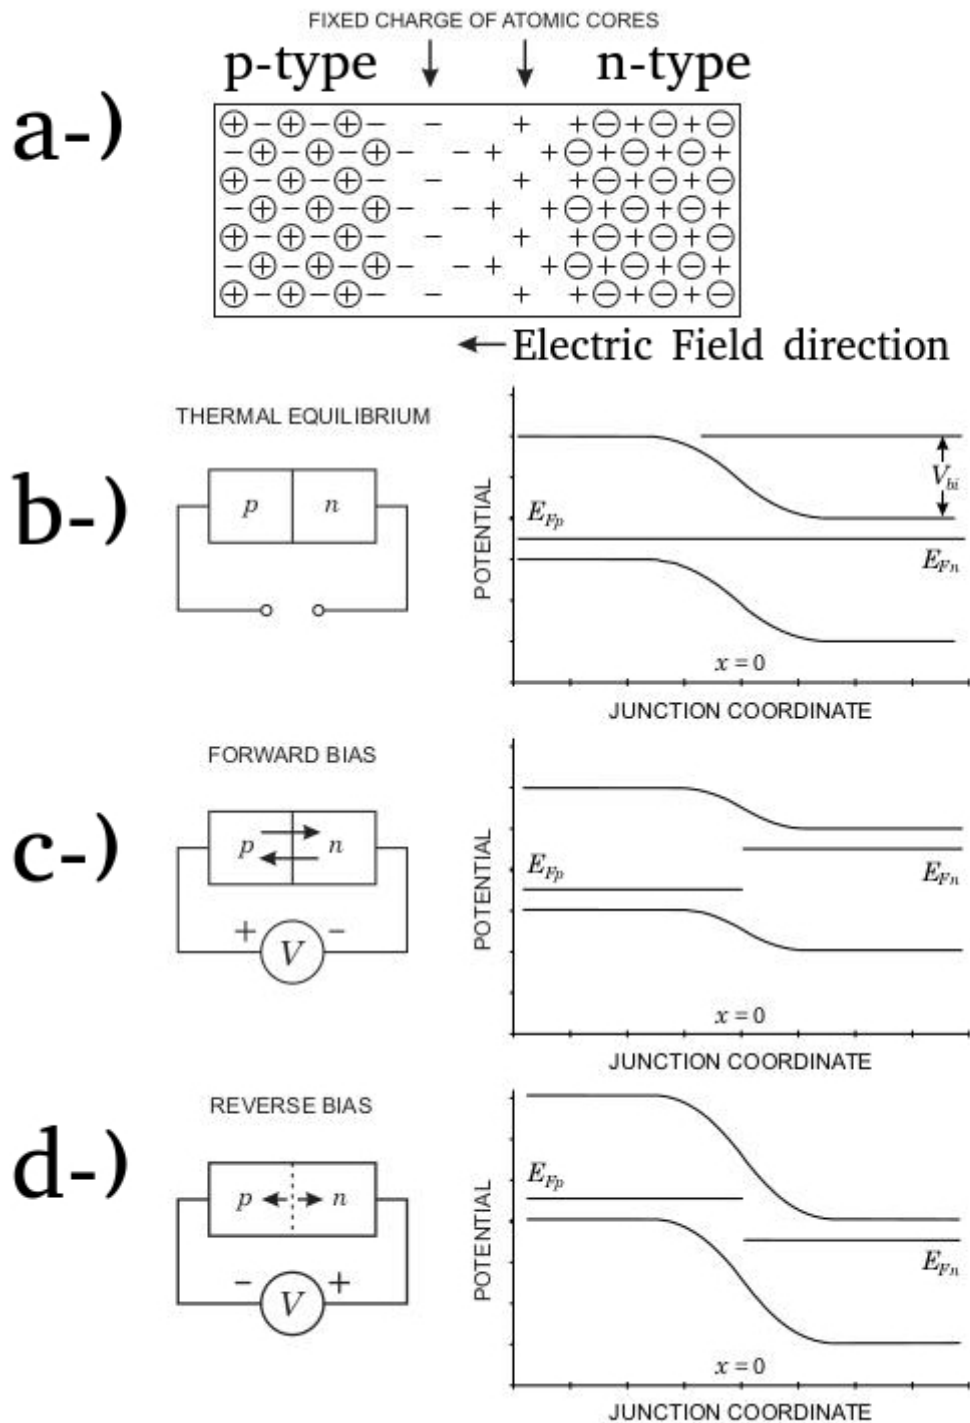 FIXED CHARGE OF ATOMIC CORES
p-type n-type
a-)
+ − + − + − − + + − + − + −
− + − + − + − − + + − + − + − +
+ − + − + − − + + − + − + −
− + − + − + − − + + − + − + − +
+ − + − + − − + + − + − + −
− + − + − + − − + + − + − + − +
+ − + − + − − + + − + − + −
Electric Field direction
THERMAL EQUILIBRIUM
b-)
p n
POTENTIAL
V_bi
E_Fp
E_Fn
x = 0
JUNCTION COORDINATE
FORWARD BIAS
c-)
p n
+ V −
POTENTIAL
E_Fp
E_Fn
x = 0
JUNCTION COORDINATE
REVERSE BIAS
d-)
p n
− V +
POTENTIAL
E_Fp
E_Fn
x = 0
JUNCTION COORDINATE